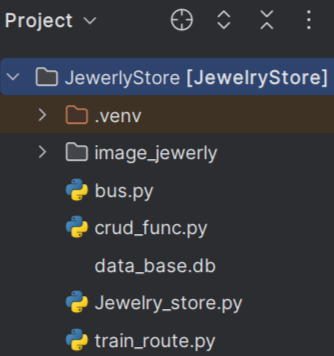 Project
JewerlyStore [JewelryStore]
.venv
image_jewerly
bus.py
crud_func.py
data_base.db
Jewelry_store.py
train_route.py